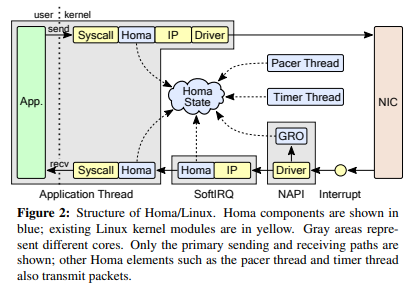 user kernel
send
Syscall Homa IP Driver
Pacer Thread
App.
Homa
State
Timer Thread
NIC
GRO
recv
Syscall Homa
Homa IP
Driver
Application Thread
SoftIRQ
NAPI
Interrupt
Figure 2: Structure of Homa/Linux. Homa components are shown in
blue; existing Linux kernel modules are in yellow. Gray areas repre-
sent different cores. Only the primary sending and receiving paths are
shown; other Homa elements such as the pacer thread and timer thread
also transmit packets.